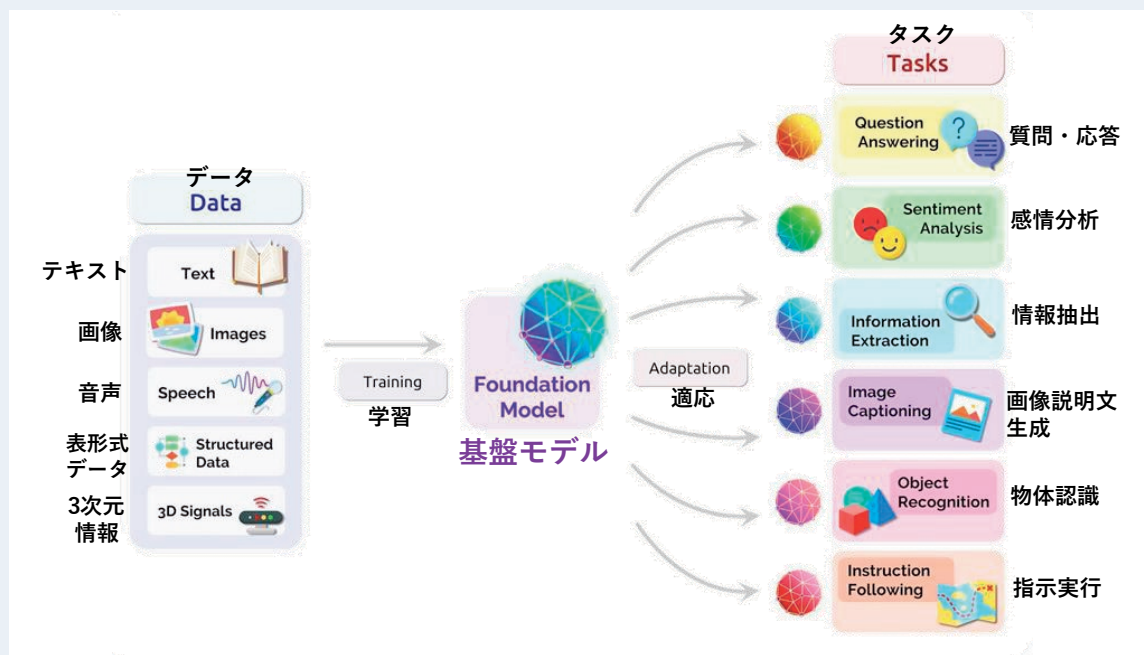 データ
Data
テキスト
Text
画像
Images
音声
Speech
表形式
データ
Structured
Data
3次元
情報
3D Signals
Training
学習
Foundation
Model
基盤モデル
Adaptation
適応
タスク
Tasks
Question
Answering
?
質問・応答
Sentiment
Analysis
感情分析
Information
Extraction
情報抽出
Image
Captioning
画像説明文
生成
Object
Recognition
物体認識
Instruction
Following
指示実行